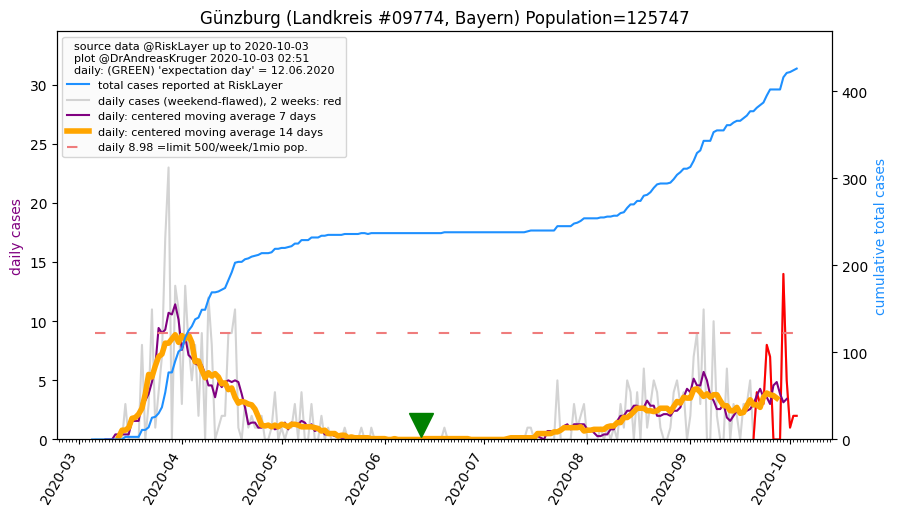 Günzburg (Landkreis #09774, Bayern) Population=125747
source data @RiskLayer up to 2020-10-03
plot @DrAndreasKruger 2020-10-03 02:51
daily: (GREEN) 'expectation day' = 12.06.2020
total cases reported at RiskLayer
daily cases (weekend-flawed), 2 weeks: red
daily: centered moving average 7 days
daily: centered moving average 14 days
daily 8.98 =limit 500/week/1mio pop.
daily cases
30
25
20
15
10
5
0
cumulative total cases
400
300
200
100
0
2020-03
2020-04
2020-05
2020-06
2020-07
2020-08
2020-09
2020-10